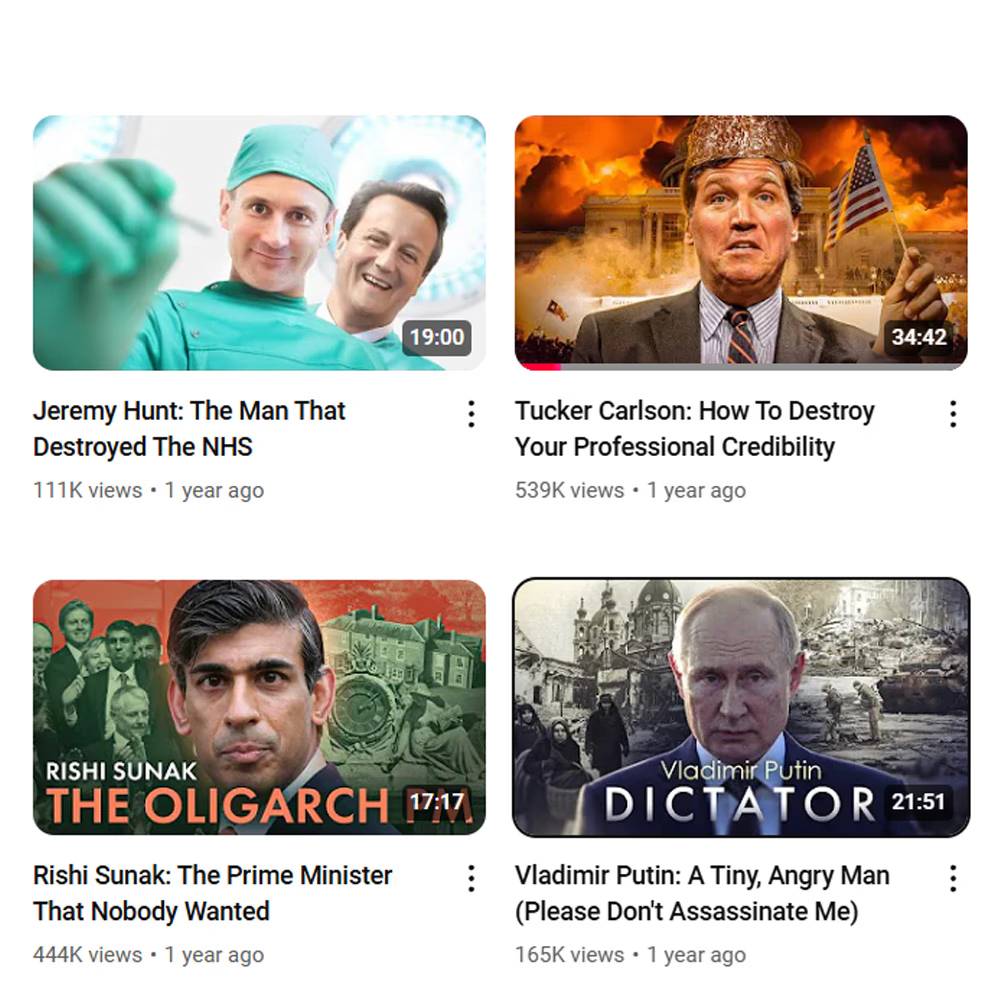 19:00
34:42
Jeremy Hunt: The Man That
Destroyed The NHS
111K views • 1 year ago
Tucker Carlson: How To Destroy
Your Professional Credibility
539K views • 1 year ago
RISHI SUNAK
THE OLIGARCH PM
17:17
Vladimir Putin
DICTATOR
21:51
Rishi Sunak: The Prime Minister
That Nobody Wanted
444K views • 1 year ago
Vladimir Putin: A Tiny, Angry Man
(Please Don't Assassinate Me)
165K views • 1 year ago